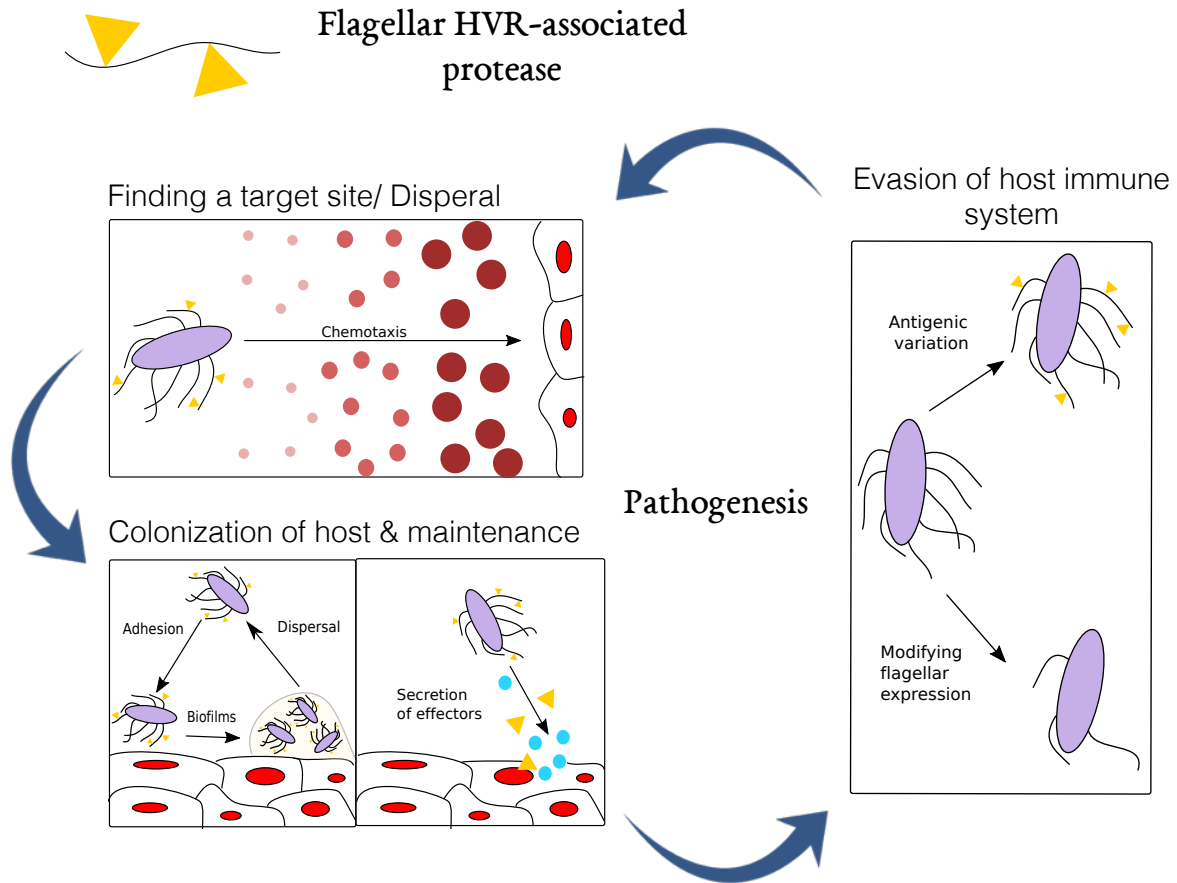 Flagellar HVR-associated
protease
Finding a target site/ Disperal
Chemotaxis
Colonization of host & maintenance
Adhesion
Dispersal
Biofilms
Secretion
of effectors
Pathogenesis
Evasion of host immune
system
Antigenic
variation
Modifying
flagellar
expression